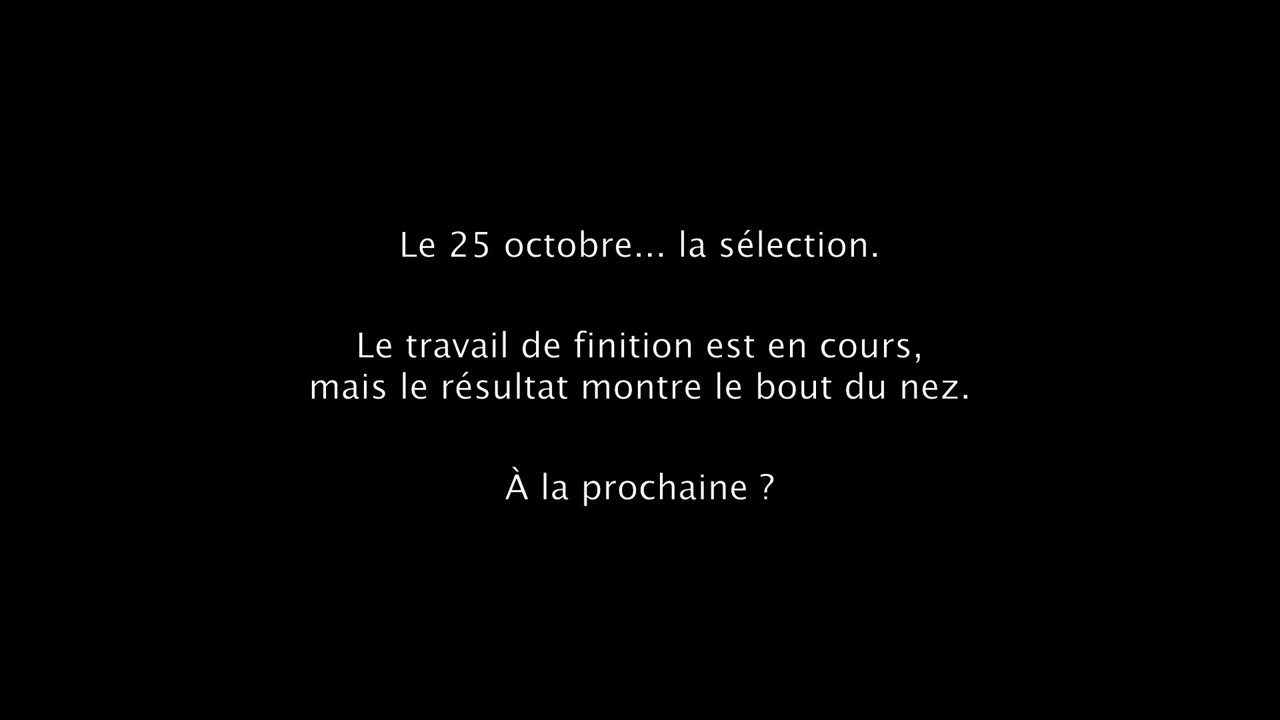 Le 25 octobre... la sélection.
Le travail de finition est en cours,
mais le résultat montre le bout du nez.
À la prochaine ?